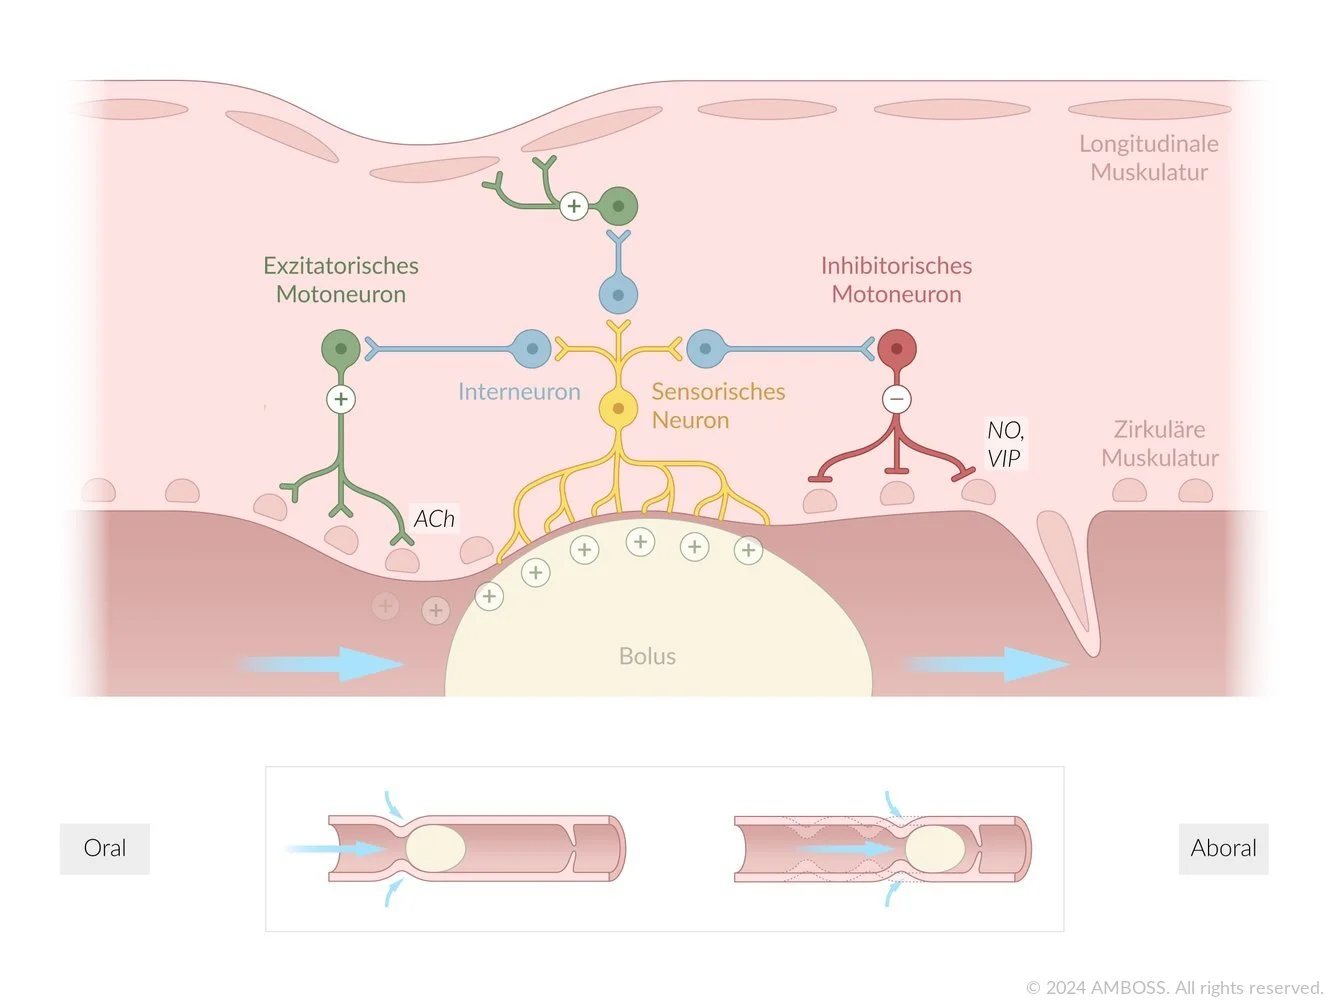 Longitudinale
Muskulatur
Exzitatorisches
Motoneuron
Inhibitorisches
Motoneuron
Interneuron
Sensorisches
Neuron
NO,
VIP
Zirkuläre
Muskulatur
ACh
Bolus
Oral
Aboral
© 2024 AMBOSS. All rights reserved.